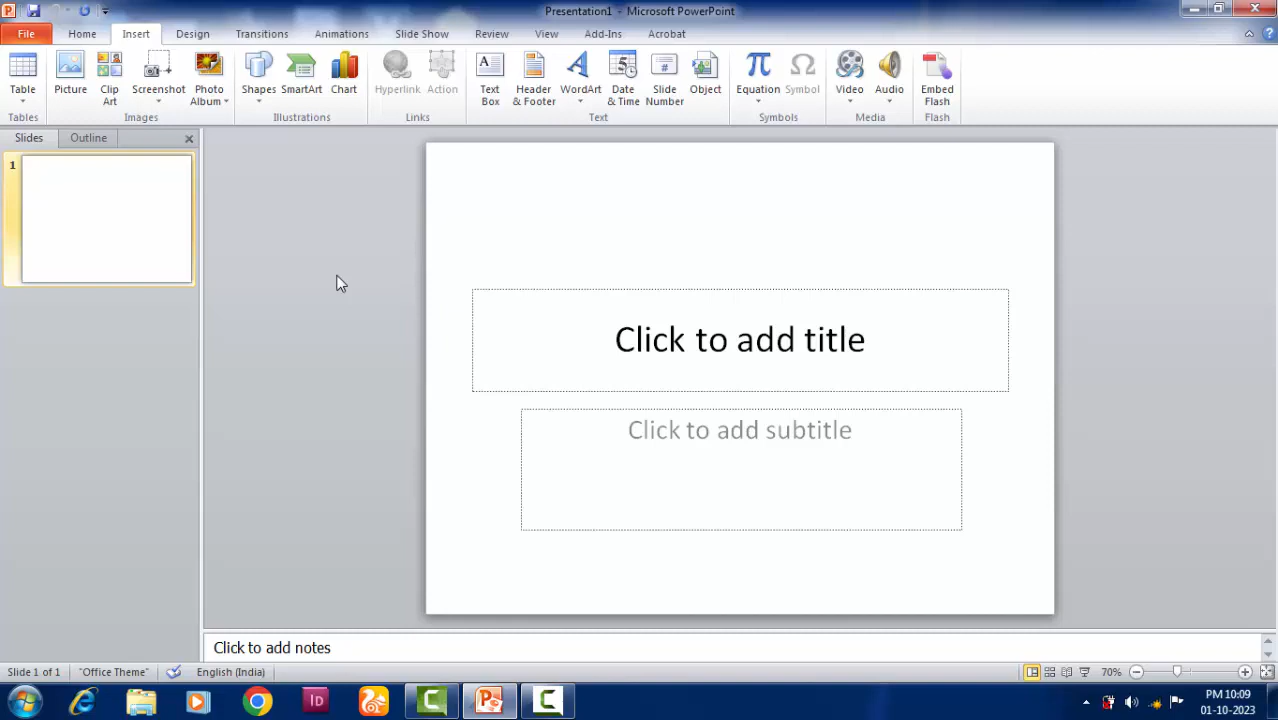 Presentation1 - Microsoft PowerPoint
File Home Insert Design Transitions Animations Slide Show Review View Add-Ins Acrobat
Table Picture Clip Art Screenshot Photo Album Shapes SmartArt Chart Hyperlink Action Text Box Header & Footer WordArt Date & Time Slide Number Object Equation Symbol Video Audio Embed Flash
Tables Images Illustrations Links Text Symbols Media Flash
Slides Outline
1
Click to add title
Click to add subtitle
Click to add notes
Slide 1 of 1 "Office Theme" English (India) 70%
PM 10:09
01-10-2023